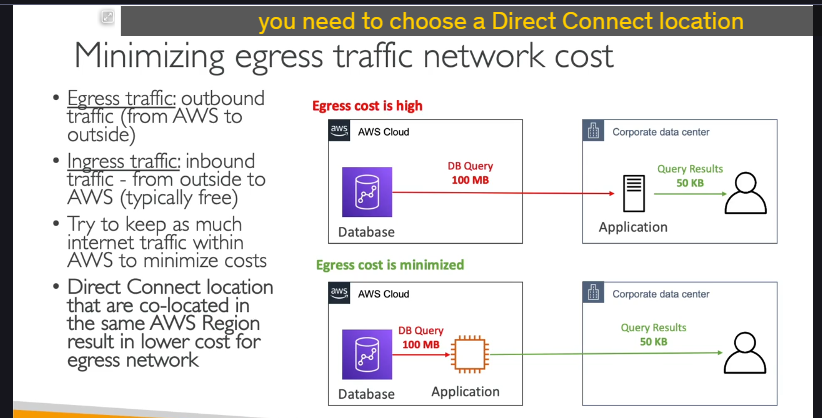 you need to choose a Direct Connect location
Minimizing egress traffic network cost
• Egress traffic: outbound
traffic (from AWS to
outside)
• Ingress traffic: inbound
traffic - from outside to
AWS (typically free)
• Try to keep as much
internet traffic within
AWS to minimize costs
• Direct Connect location
that are co-located in
the same AWS Region
result in lower cost for
egress network
Egress cost is high
aws
AWS Cloud
Corporate data center
DB Query
100 MB
Query Results
50 KB
Database
Application
Egress cost is minimized
aws
AWS Cloud
Corporate data center
DB Query
100 MB
Query Results
50 KB
Database
Application